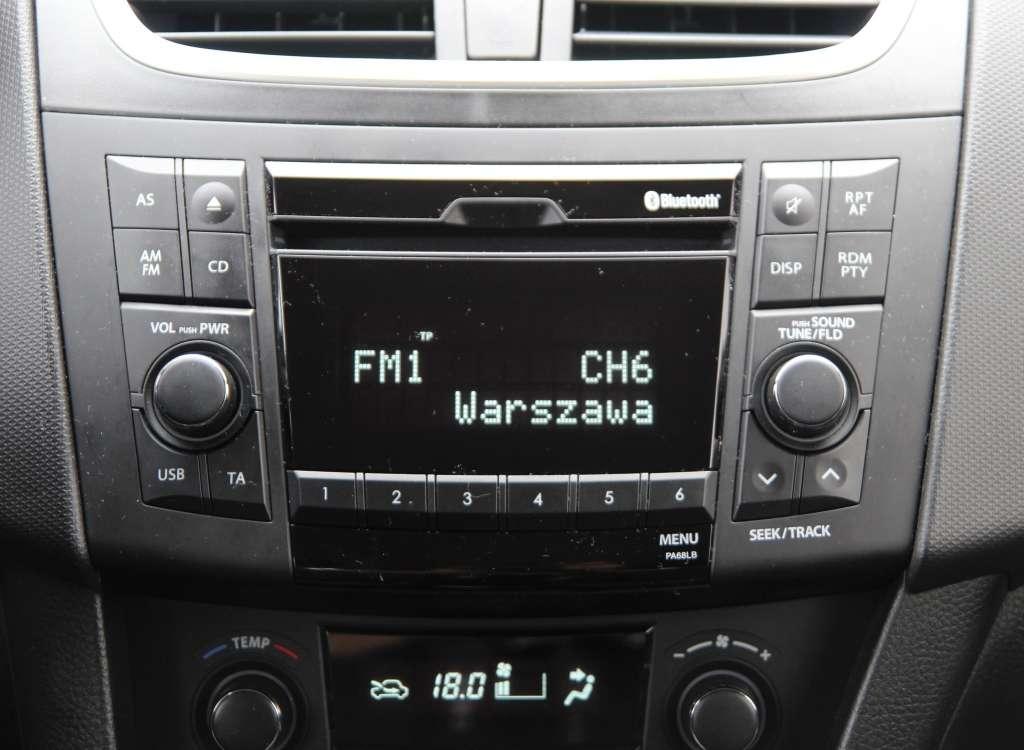 Bluetooth
AS
RPT
AF
AM
FM
CD
DISP
RDM
PTY
VOL PUSH PWR
PUSH SOUND
TUNE/FLD
TP
FM1 CH6
Warszawa
USB
TA
1 2 3 4 5 6
MENU
PA68LB
SEEK/TRACK
TEMP
18.0
- +